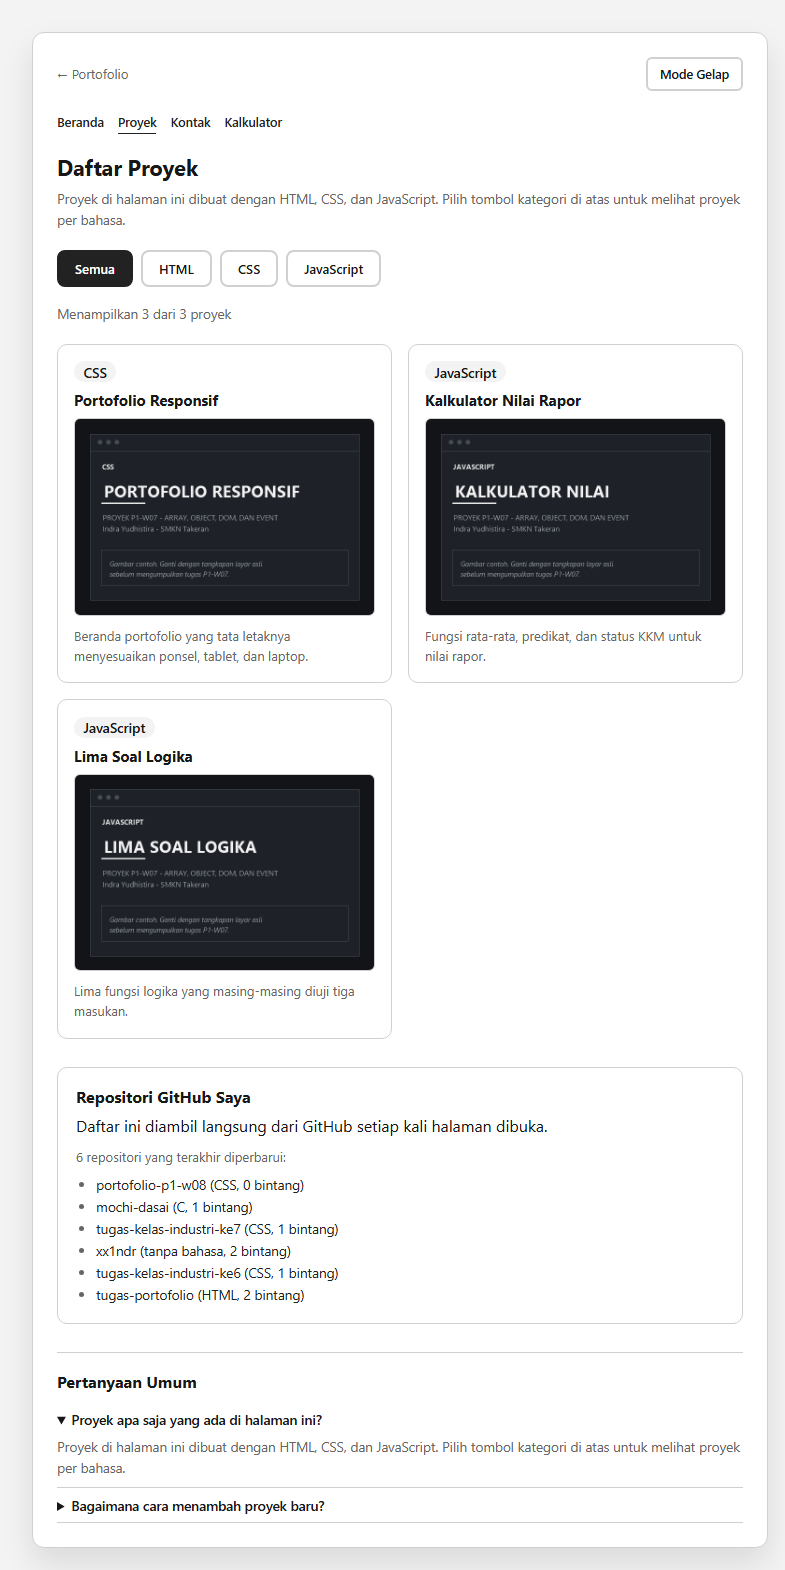 ← Portofolio
Mode Gelap
Beranda Proyek Kontak Kalkulator
Daftar Proyek
Proyek di halaman ini dibuat dengan HTML, CSS, dan JavaScript. Pilih tombol kategori di atas untuk melihat proyek
per bahasa.
Semua HTML CSS JavaScript
Menampilkan 3 dari 3 proyek
CSS
Portofolio Responsif
CSS
PORTOFOLIO RESPONSIF
PROYEK P1-W07 - ARRAY, OBJECT, DOM, DAN EVENT
Indra Yudhistira - SMKN Takeran
Gambar contoh. Ganti dengan tangkapan layar asli
sebelum mengumpulkan tugas P1-W07.
Beranda portofolio yang tata letaknya
menyesuaikan ponsel, tablet, dan laptop.
JavaScript
Kalkulator Nilai Rapor
JAVASCRIPT
KALKULATOR NILAI
PROYEK P1-W07 - ARRAY, OBJECT, DOM, DAN EVENT
Indra Yudhistira - SMKN Takeran
Gambar contoh. Ganti dengan tangkapan layar asli
sebelum mengumpulkan tugas P1-W07.
Fungsi rata-rata, predikat, dan status KKM untuk
nilai rapor.
JavaScript
Lima Soal Logika
JAVASCRIPT
LIMA SOAL LOGIKA
PROYEK P1-W07 - ARRAY, OBJECT, DOM, DAN EVENT
Indra Yudhistira - SMKN Takeran
Gambar contoh. Ganti dengan tangkapan layar asli
sebelum mengumpulkan tugas P1-W07.
Lima fungsi logika yang masing-masing diuji tiga
masukan.
Repositori GitHub Saya
Daftar ini diambil langsung dari GitHub setiap kali halaman dibuka.
6 repositori yang terakhir diperbarui:
• portofolio-p1-w08 (CSS, 0 bintang)
• mochi-dasai (C, 1 bintang)
• tugas-kelas-industri-ke7 (CSS, 1 bintang)
• xx1ndr (tanpa bahasa, 2 bintang)
• tugas-kelas-industri-ke6 (CSS, 1 bintang)
• tugas-portofolio (HTML, 2 bintang)
Pertanyaan Umum
▼ Proyek apa saja yang ada di halaman ini?
Proyek di halaman ini dibuat dengan HTML, CSS, dan JavaScript. Pilih tombol kategori di atas untuk melihat proyek
per bahasa.
▶ Bagaimana cara menambah proyek baru?